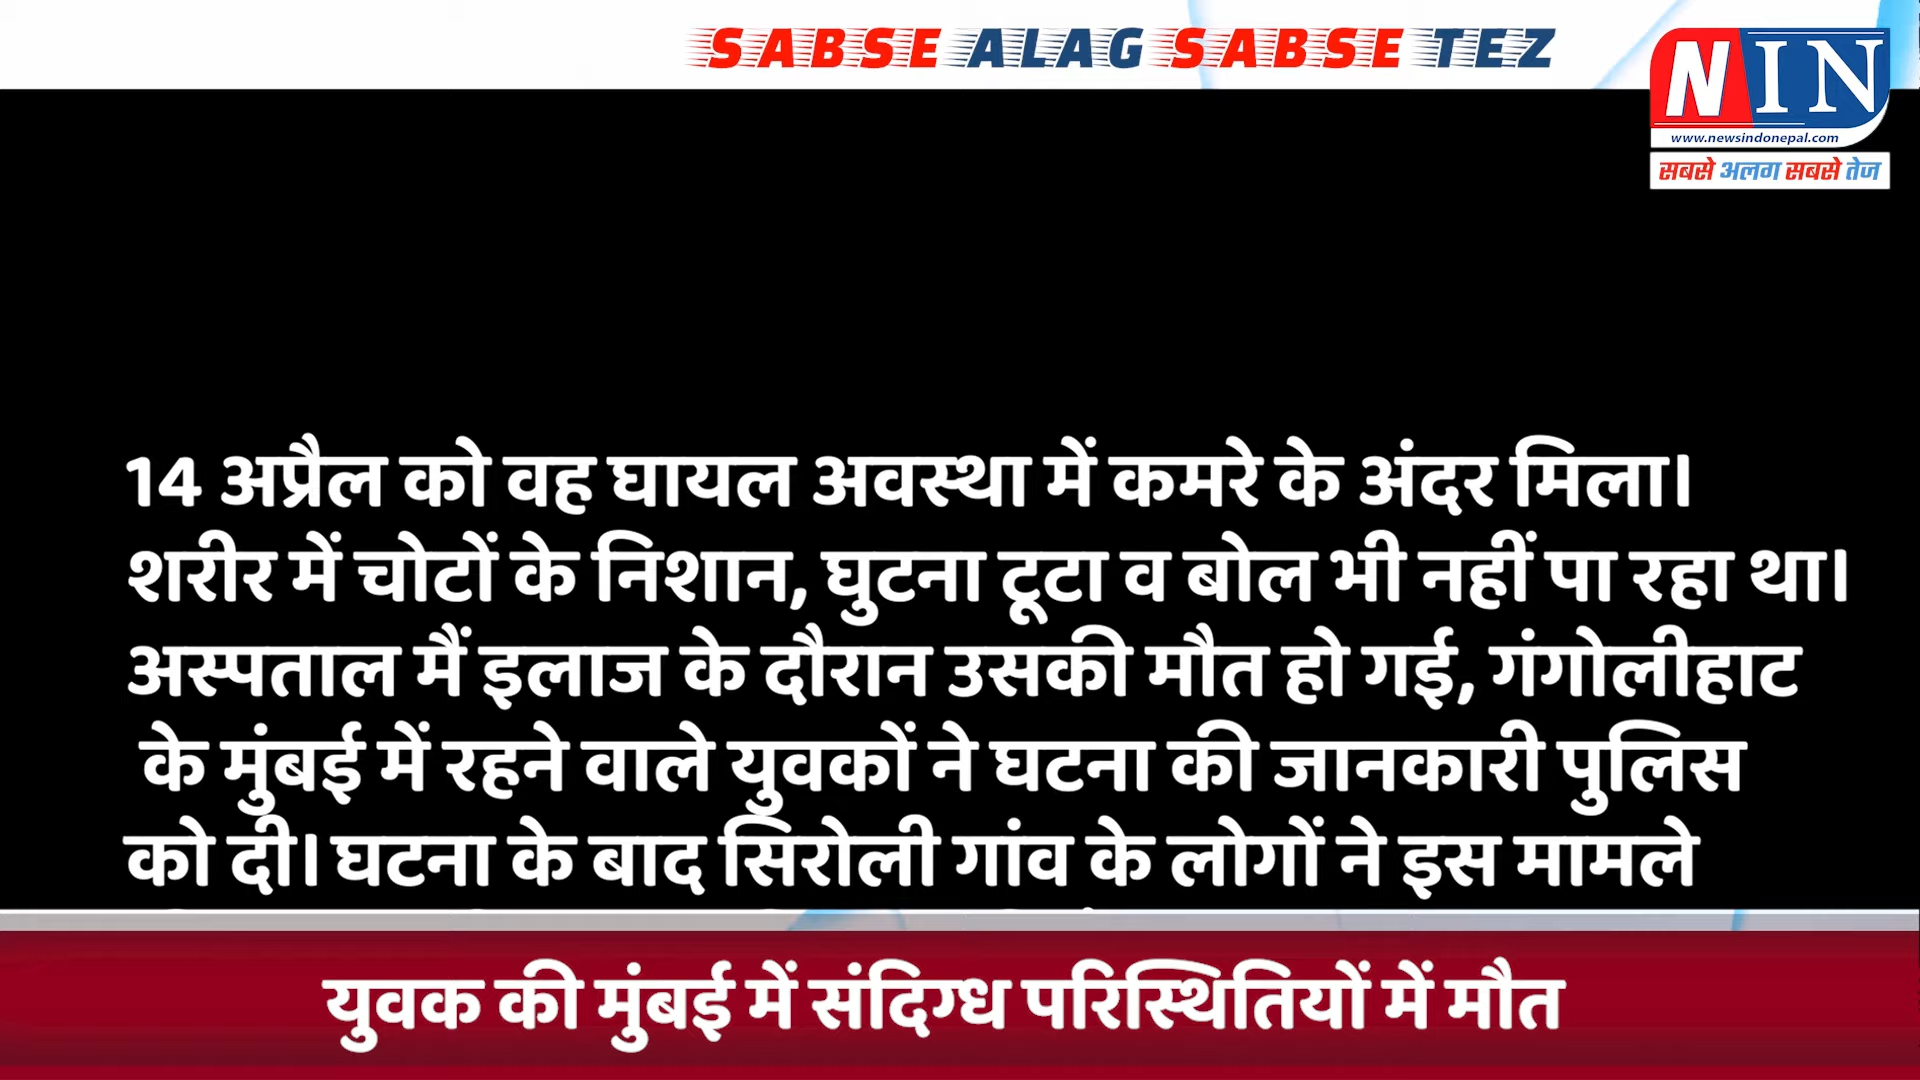 SABSE ALAG SABSE TEZ
NIN
www.newsindonepal.com
सबसे अलग सबसे तेज
14 अप्रैल को वह घायल अवस्था में कमरे के अंदर मिला।
शरीर में चोटों के निशान, घुटना टूटा व बोल भी नहीं पा रहा था।
अस्पताल मैं इलाज के दौरान उसकी मौत हो गई, गंगोलीहाट
के मुंबई में रहने वाले युवकों ने घटना की जानकारी पुलिस
को दी। घटना के बाद सिरोली गांव के लोगों ने इस मामले
युवक की मुंबई में संदिग्ध परिस्थितियों में मौत